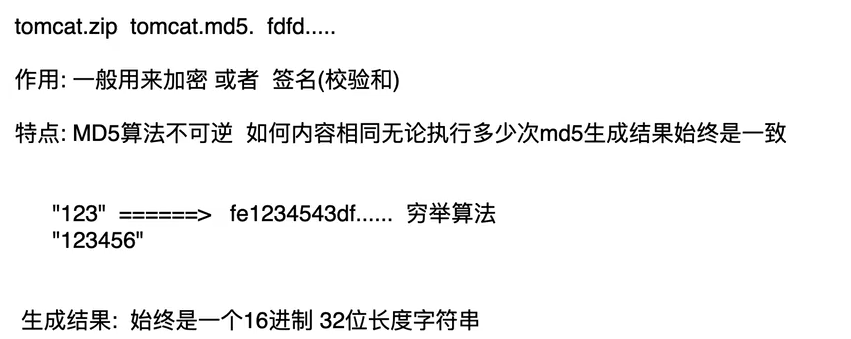 tomcat.zip tomcat.md5. fdfd.....
作用: 一般用来加密 或者 签名(校验和)
特点: MD5算法不可逆 如何内容相同无论执行多少次md5生成结果始终是一致
"123" ======> fe1234543df...... 穷举算法
"123456"
生成结果: 始终是一个16进制 32位长度字符串